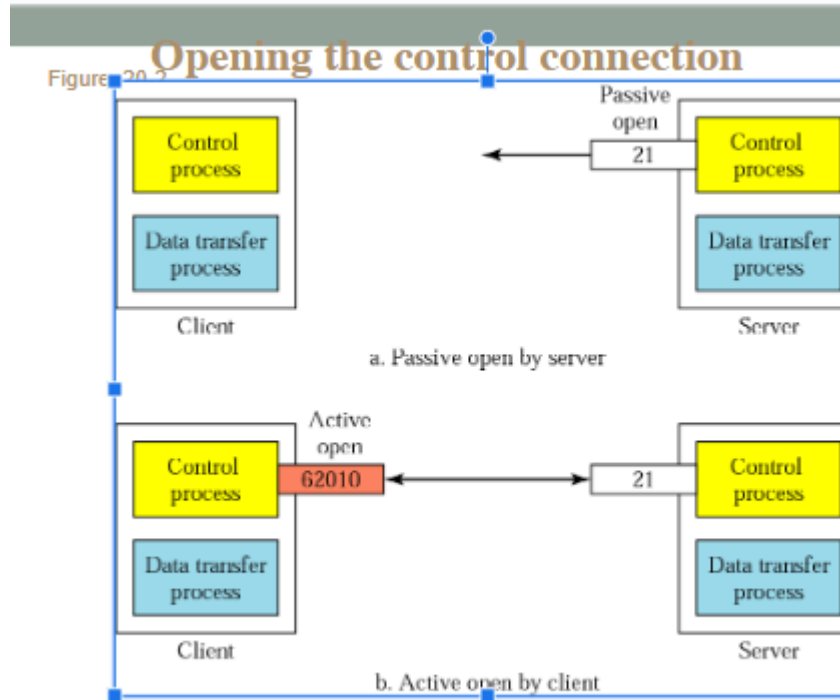 Opening the control connection
Figure 20.2
Passive
open
Control
process
21
Control
process
Data transfer
process
Data transfer
process
Client
Server
a. Passive open by server
Active
open
Control
process
62010
21
Control
process
Data transfer
process
Data transfer
process
Client
Server
b. Active open by client